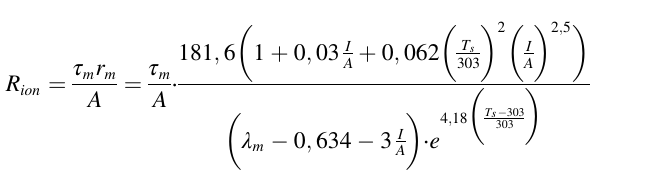 R_{ion} = \frac{\tau_m r_m}{A} = \frac{\tau_m}{A} \cdot \frac{181,6\left(1+0,03\frac{I}{A}+0,062\left(\frac{T_s}{303}\right)^2\left(\frac{I}{A}\right)^{2,5}\right)}{\left(\lambda_m-0,634-3\frac{I}{A}\right)\cdot e^{4,18\left(\frac{T_s-303}{303}\right)}}